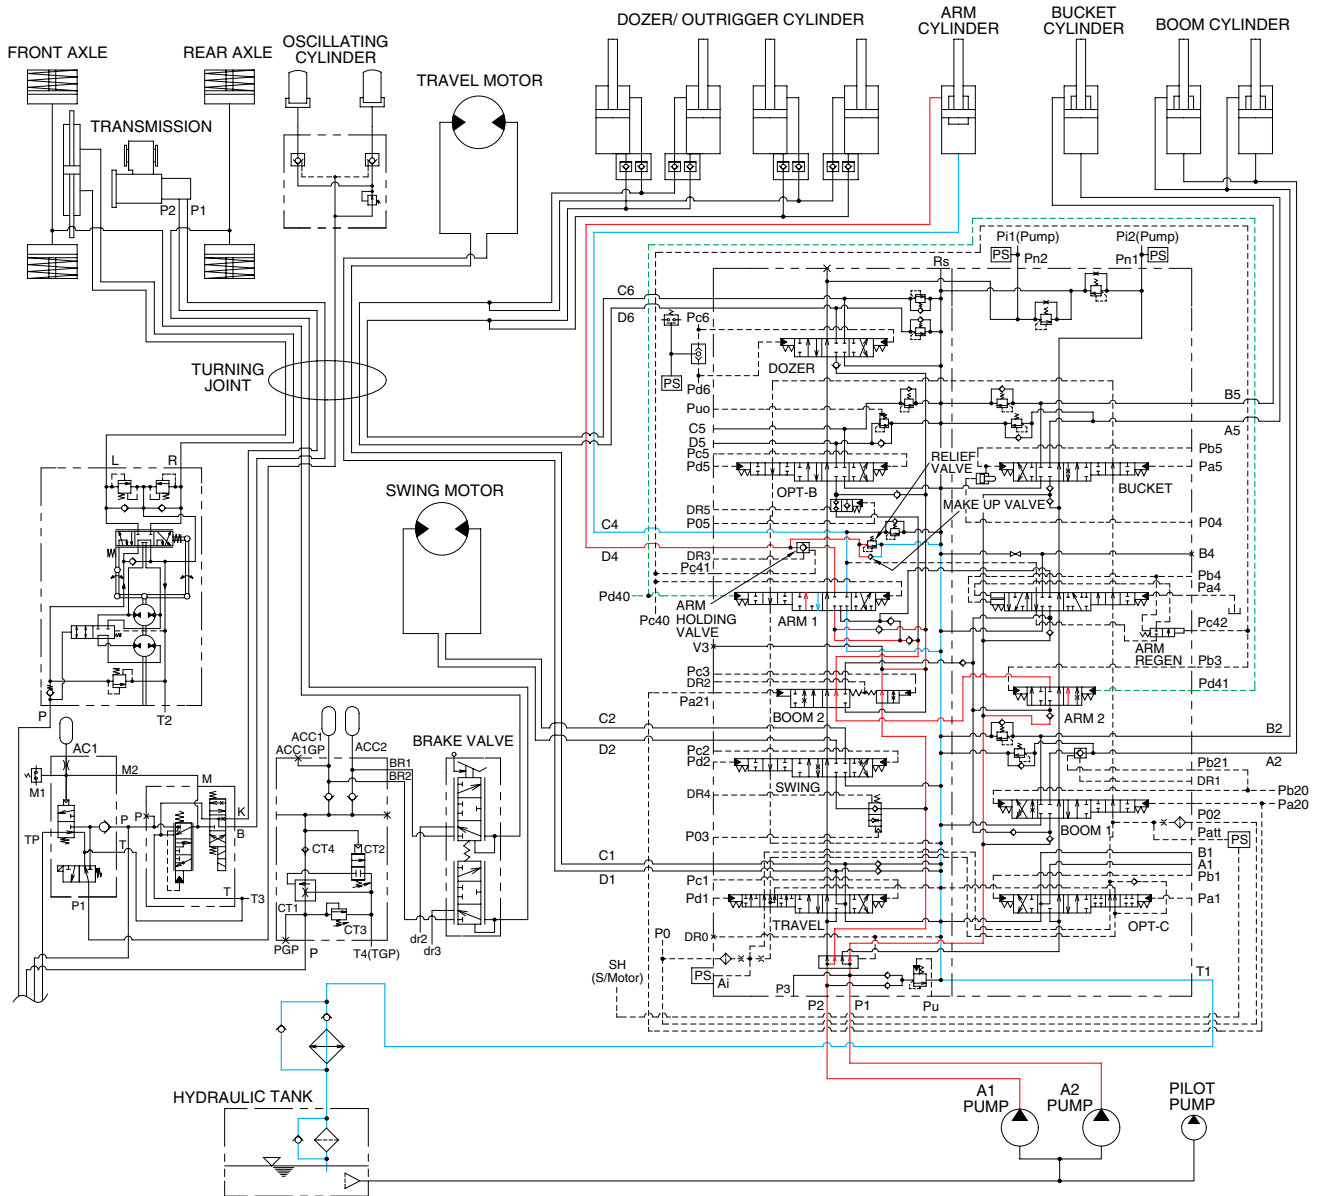 DOZER/ OUTRIGGER CYLINDER
ARM
CYLINDER
BUCKET
CYLINDER
BOOM CYLINDER
FRONT AXLE
REAR AXLE
OSCILLATING
CYLINDER
TRAVEL MOTOR
TRANSMISSION
P2
P1
TURNING
JOINT
L
R
P
T2
SWING MOTOR
Pi1(Pump)
Pi2(Pump)
PS
Pn2
Pn1
PS
Rs
C6
D6
Pc6
DOZER
PS
Pd6
Puo
C5
D5
Pc5
Pd5
OPT-B
RELIEF
VALVE
MAKE UP VALVE
B5
A5
Pb5
Pa5
BUCKET
DR5
P05
P04
C4
D4
DR3
Pc41
B4
Pb4
Pa4
Pd40
Pc40
ARM
HOLDING
VALVE
ARM 1
Pc42
ARM
REGEN
V3
Pc3
DR2
Pa21
BOOM 2
Pb3
Pd41
ARM 2
C2
D2
Pc2
Pd2
SWING
B2
A2
Pb21
DR1
Pb20
Pa20
DR4
P03
BOOM 1
P02
Patt
PS
C1
D1
Pc1
Pd1
TRAVEL
B1
A1
Pb1
Pa1
OPT-C
P0
DR0
SH
(S/Motor)
PS
Ai
P3
P2
P1
Pu
T1
AC1
M2
M1
M
P
P
K
B
TP
T
T
T3
P1
ACC1
ACC1GP
ACC2
BR1
BR2
CT4
CT2
CT1
CT3
PGP
P
T4(TGP)
BRAKE VALVE
dr2
dr3
HYDRAULIC TANK
A1
PUMP
A2
PUMP
PILOT
PUMP